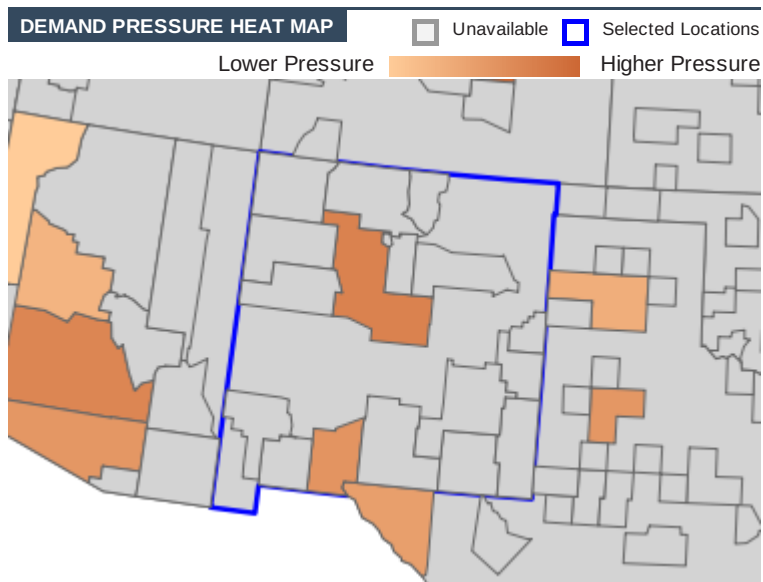 DEMAND PRESSURE HEAT MAP
Unavailable
Selected Locations
Lower Pressure
Higher Pressure